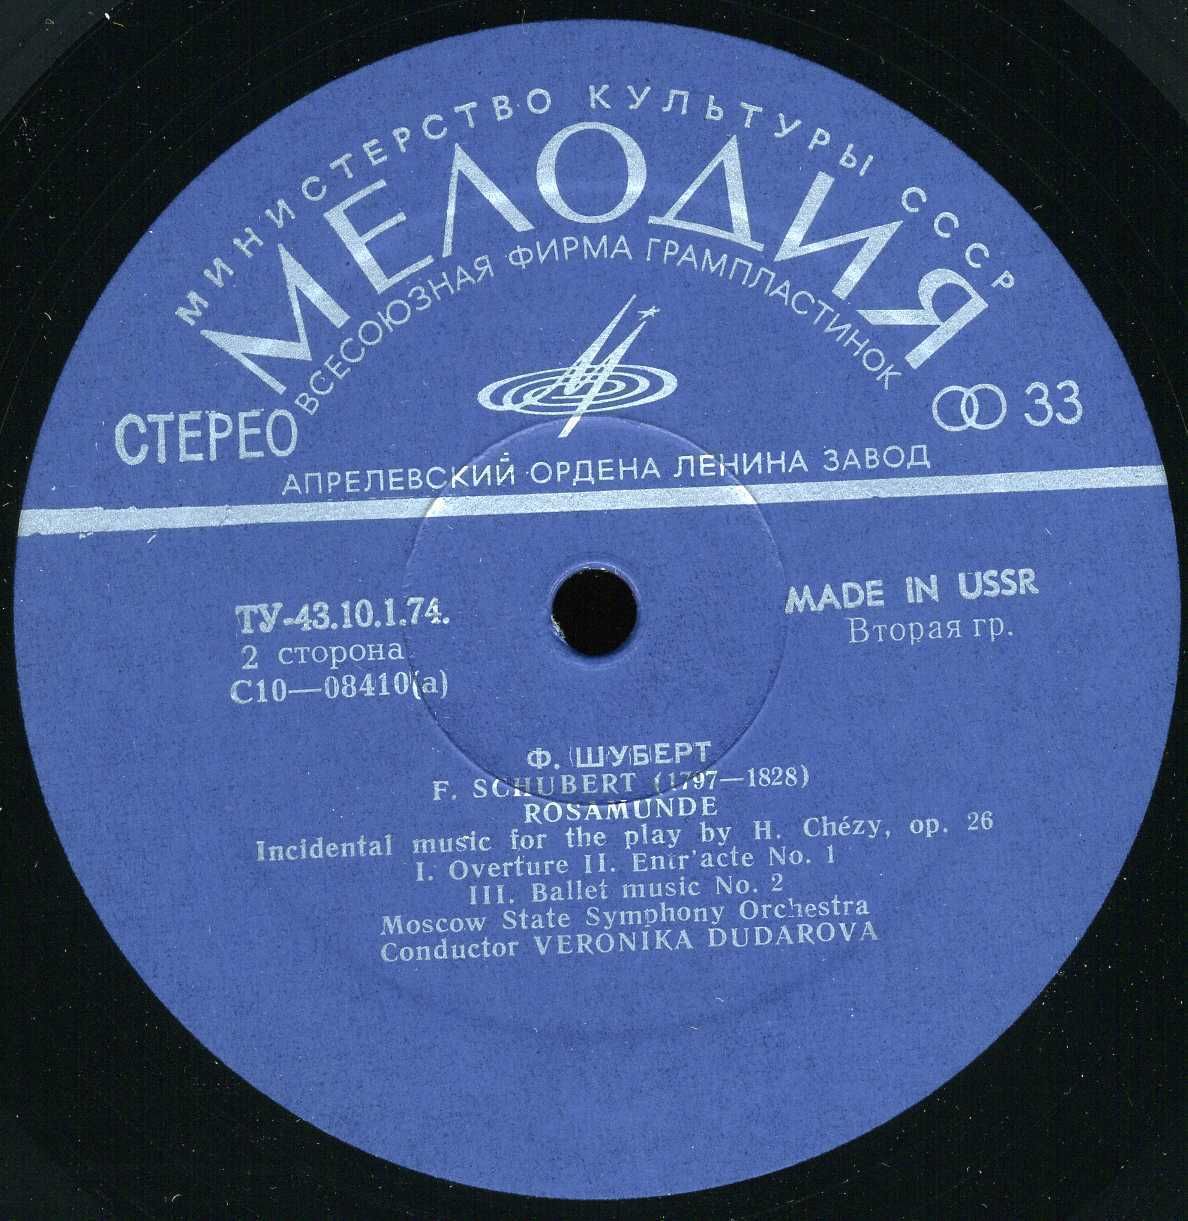 МИНИСТЕРСТВО КУЛЬТУРЫ СССР
МЕЛОДИЯ
ВСЕСОЮЗНАЯ ФИРМА ГРАМПЛАСТИНОК
СТЕРЕО
33
АПРЕЛЕВСКИЙ ОРДЕНА ЛЕНИНА ЗАВОД
ТУ-43.10.1.74.
2 сторона
С10—08410(а)
MADE IN USSR
Вторая гр.
Ф. ШУБЕРТ
F. SCHUBERT (1797—1828)
ROSAMUNDE
Incidental music for the play by H. Chézy, op. 26
I. Overture II. Entr'acte No. 1
III. Ballet music No. 2
Moscow State Symphony Orchestra
Conductor VERONIKA DUDAROVA